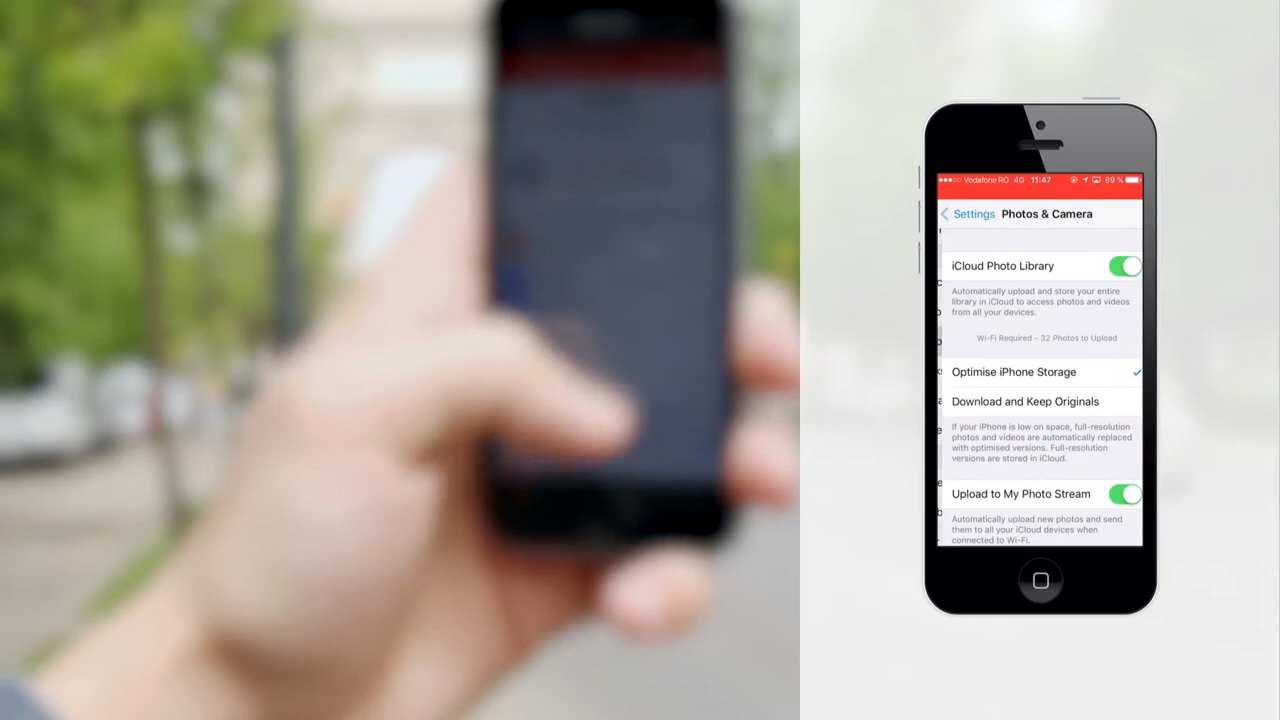 Vodafone RO 4G 11:47 89 %
Settings Photos & Camera
iCloud Photo Library
Automatically upload and store your entire
library in iCloud to access photos and videos
from all your devices.
Wi-Fi Required – 32 Photos to Upload
Optimise iPhone Storage
Download and Keep Originals
If your iPhone is low on space, full-resolution
photos and videos are automatically replaced
with optimised versions. Full-resolution
versions are stored in iCloud.
Upload to My Photo Stream
Automatically upload new photos and send
them to all your iCloud devices when
connected to Wi-Fi.